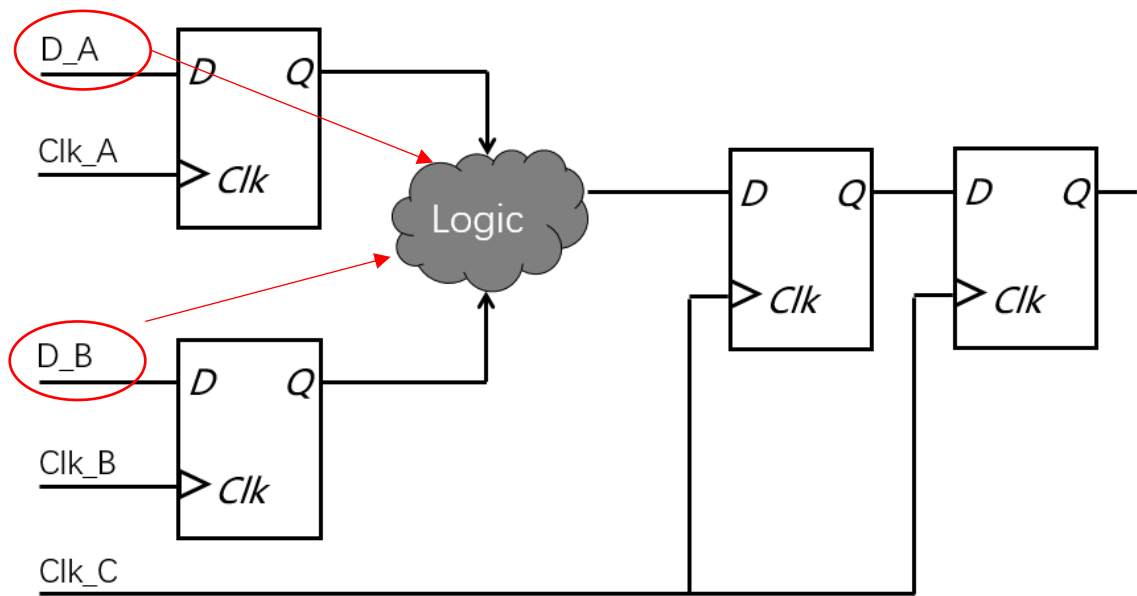 D_A
D Q
Clk_A
Clk
Logic
D Q
Clk
D Q
Clk
D_B
D Q
Clk_B
Clk
Clk_C